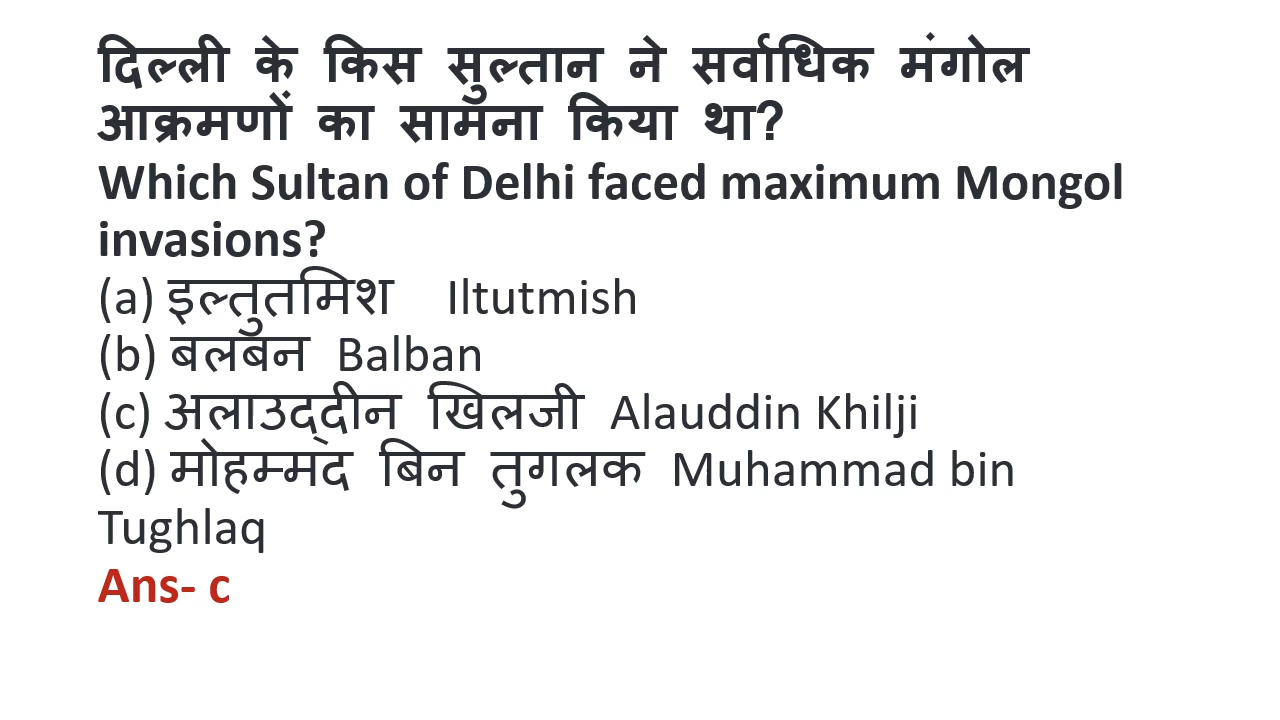 दिल्ली के किस सुल्तान ने सर्वाधिक मंगोल
आक्रमणों का सामना किया था?
Which Sultan of Delhi faced maximum Mongol
invasions?
(a) इल्तुतमिश Iltutmish
(b) बलबन Balban
(c) अलाउद्दीन खिलजी Alauddin Khilji
(d) मोहम्मद बिन तुगलक Muhammad bin
Tughlaq
Ans- c